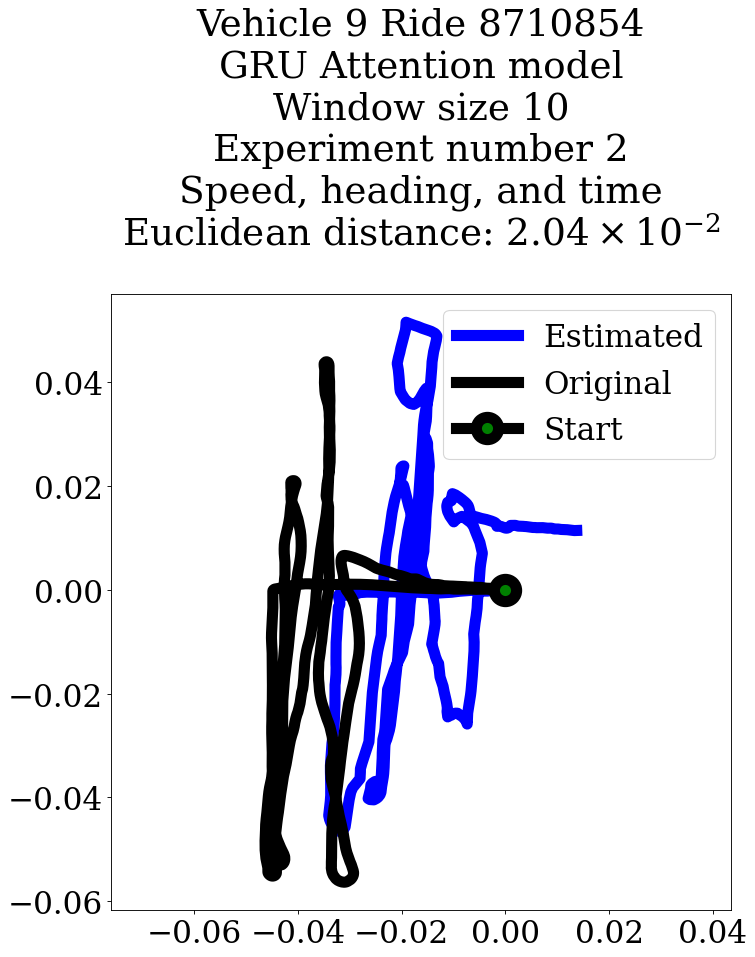 Vehicle 9 Ride 8710854
GRU Attention model
Window size 10
Experiment number 2
Speed, heading, and time
Euclidean distance: 2.04 × 10⁻²
Estimated
Original
Start
0.04
0.02
0.00
−0.02
−0.04
−0.06
−0.06 −0.04 −0.02 0.00 0.02 0.04